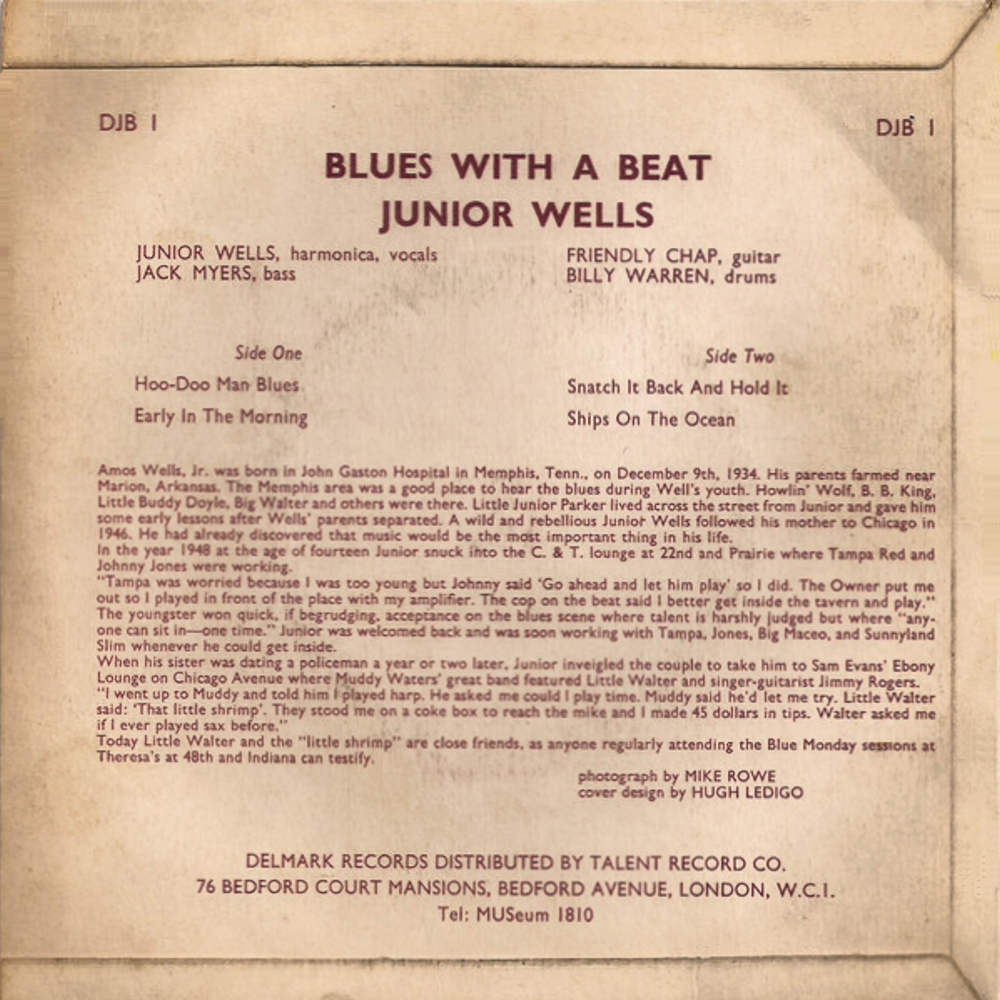 DJB 1
DJB 1
BLUES WITH A BEAT
JUNIOR WELLS
JUNIOR WELLS, harmonica, vocals
JACK MYERS, bass
FRIENDLY CHAP, guitar
BILLY WARREN, drums
Side One
Hoo-Doo Man Blues
Early In The Morning
Side Two
Snatch It Back And Hold It
Ships On The Ocean
Amos Wells, Jr. was born in John Gaston Hospital in Memphis, Tenn., on December 9th, 1934. His parents farmed near
Marion, Arkansas. The Memphis area was a good place to hear the blues during Well's youth. Howlin' Wolf, B. B. King,
Little Buddy Doyle, Big Walter and others were there. Little Junior Parker lived across the street from Junior and gave him
some early lessons after Wells' parents separated. A wild and rebellious Junior Wells followed his mother to Chicago in
1946. He had already discovered that music would be the most important thing in his life.
In the year 1948 at the age of fourteen Junior snuck into the C. & T. lounge at 22nd and Prairie where Tampa Red and
Johnny Jones were working.
"Tampa was worried because I was too young but Johnny said 'Go ahead and let him play' so I did. The Owner put me
out so I played in front of the place with my amplifier. The cop on the beat said I better get inside the tavern and play."
The youngster won quick, if begrudging, acceptance on the blues scene where talent is harshly judged but where "any-
one can sit in—one time." Junior was welcomed back and was soon working with Tampa, Jones, Big Maceo, and Sunnyland
Slim whenever he could get inside.
When his sister was dating a policeman a year or two later, Junior inveigled the couple to take him to Sam Evans' Ebony
Lounge on Chicago Avenue where Muddy Waters' great band featured Little Walter and singer-guitarist Jimmy Rogers.
"I went up to Muddy and told him I played harp. He asked me could I play time. Muddy said he'd let me try. Little Walter
said: 'That little shrimp'. They stood me on a coke box to reach the mike and I made 45 dollars in tips. Walter asked me
if I ever played sax before."
Today Little Walter and the "little shrimp" are close friends, as anyone regularly attending the Blue Monday sessions at
Theresa's at 48th and Indiana can testify.
photograph by MIKE ROWE
cover design by HUGH LEDIGO
DELMARK RECORDS DISTRIBUTED BY TALENT RECORD CO.
76 BEDFORD COURT MANSIONS, BEDFORD AVENUE, LONDON, W.C.1.
Tel: MUSeum 1810